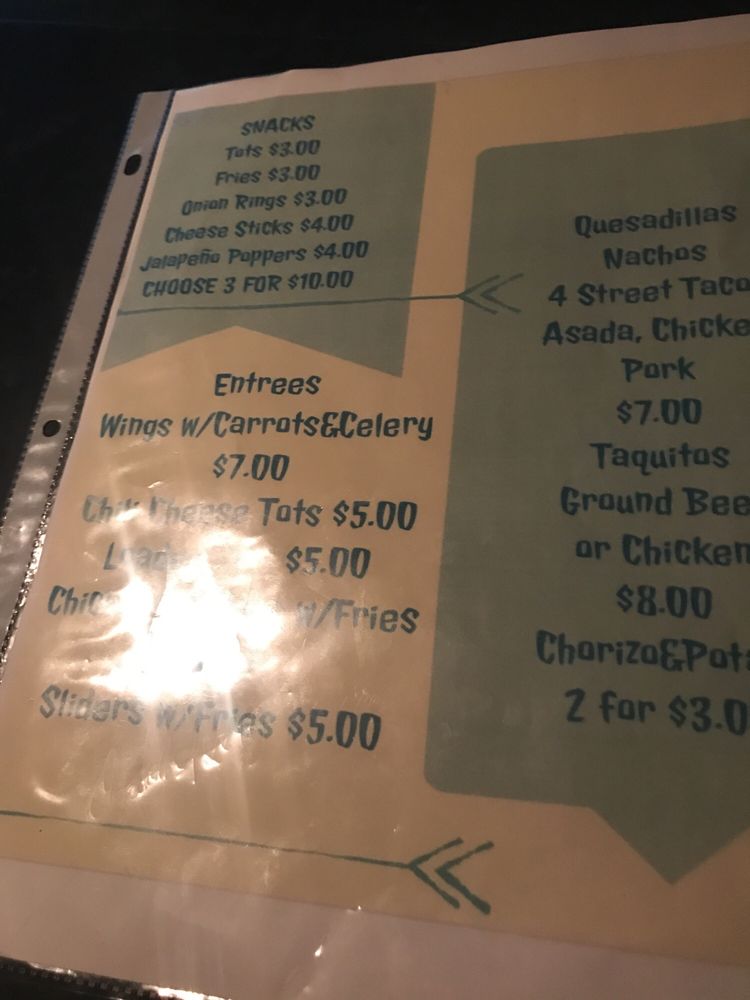 SNACKS
Tots $3.00
Fries $3.00
Onion Rings $3.00
Cheese Sticks $4.00
Jalapeño Poppers $4.00
CHOOSE 3 FOR $10.00
Entrees
Wings w/Carrots&Celery
$7.00
Chili Cheese Tots $5.00
$5.00
w/Fries
Sliders w/Fries $5.00
Quesadillas
Nachos
4 Street Taco
Asada, Chicke
Pork
$7.00
Taquitos
Ground Bee
or Chicken
$8.00
Chorizo&Pot
2 for $3.0